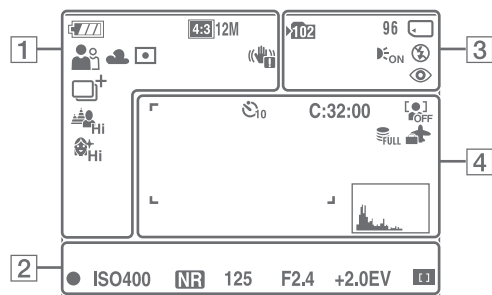 1
4:3 12M
Hi
Hi
102
96
ON
3
10
C:32:00
OFF
FULL
4
2
ISO400 NR 125 F2.4 +2.0EV